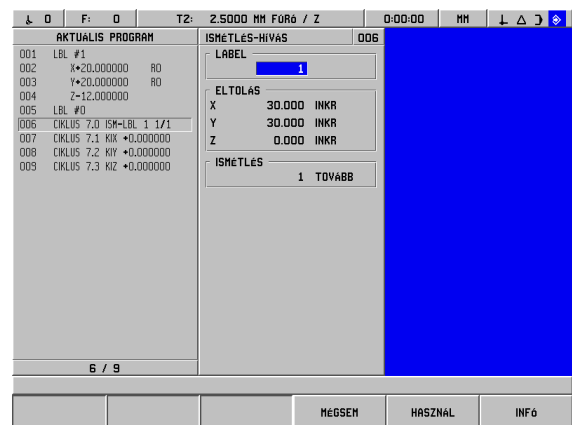 0 F: 0 T2: 2.5000 MM FÚRÓ / Z 0:00:00 MM
AKTUÁLIS PROGRAM
001 LBL #1
002 X+20.000000 R0
003 Y+20.000000 R0
004 Z-12.000000
005 LBL #0
006 CIKLUS 7.0 ISM-LBL 1 1/1
007 CIKLUS 7.1 KIX +0.000000
008 CIKLUS 7.2 KIY +0.000000
009 CIKLUS 7.3 KIZ +0.000000
6 / 9
ISMÉTLÉS-HÍVÁS 006
LABEL
1
ELTOLÁS
X 30.000 INKR
Y 30.000 INKR
Z 0.000 INKR
ISMÉTLÉS
1 TOVÁBB
MÉGSEM HASZNÁL INFÓ